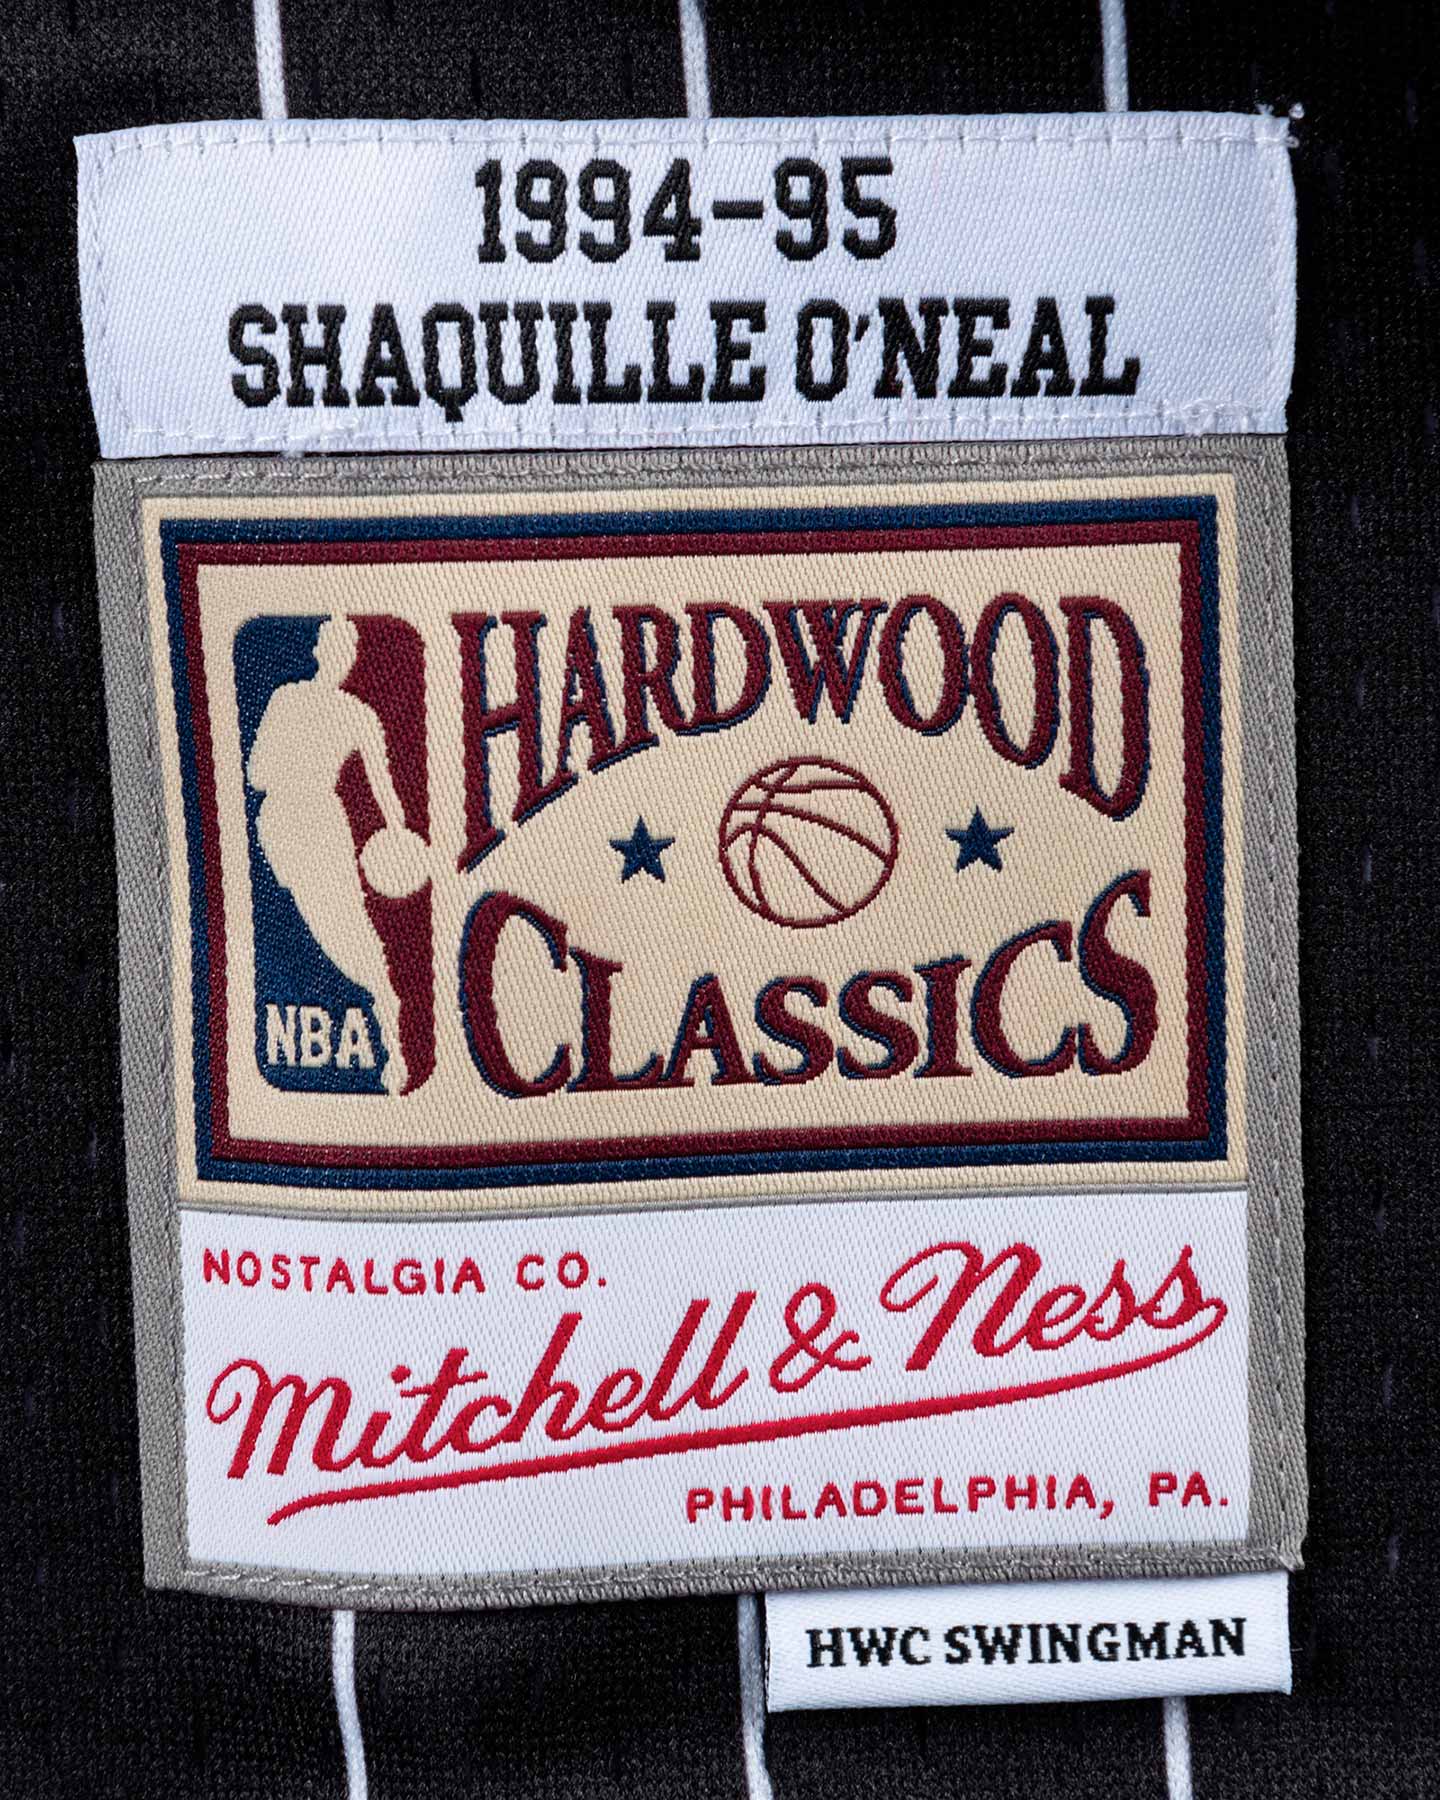 1994-95
SHAQUILLE O'NEAL
HARDWOOD
CLASSICS
NBA
NOSTALGIA CO.
Mitchell & Ness
PHILADELPHIA, PA.
HWC SWINGMAN